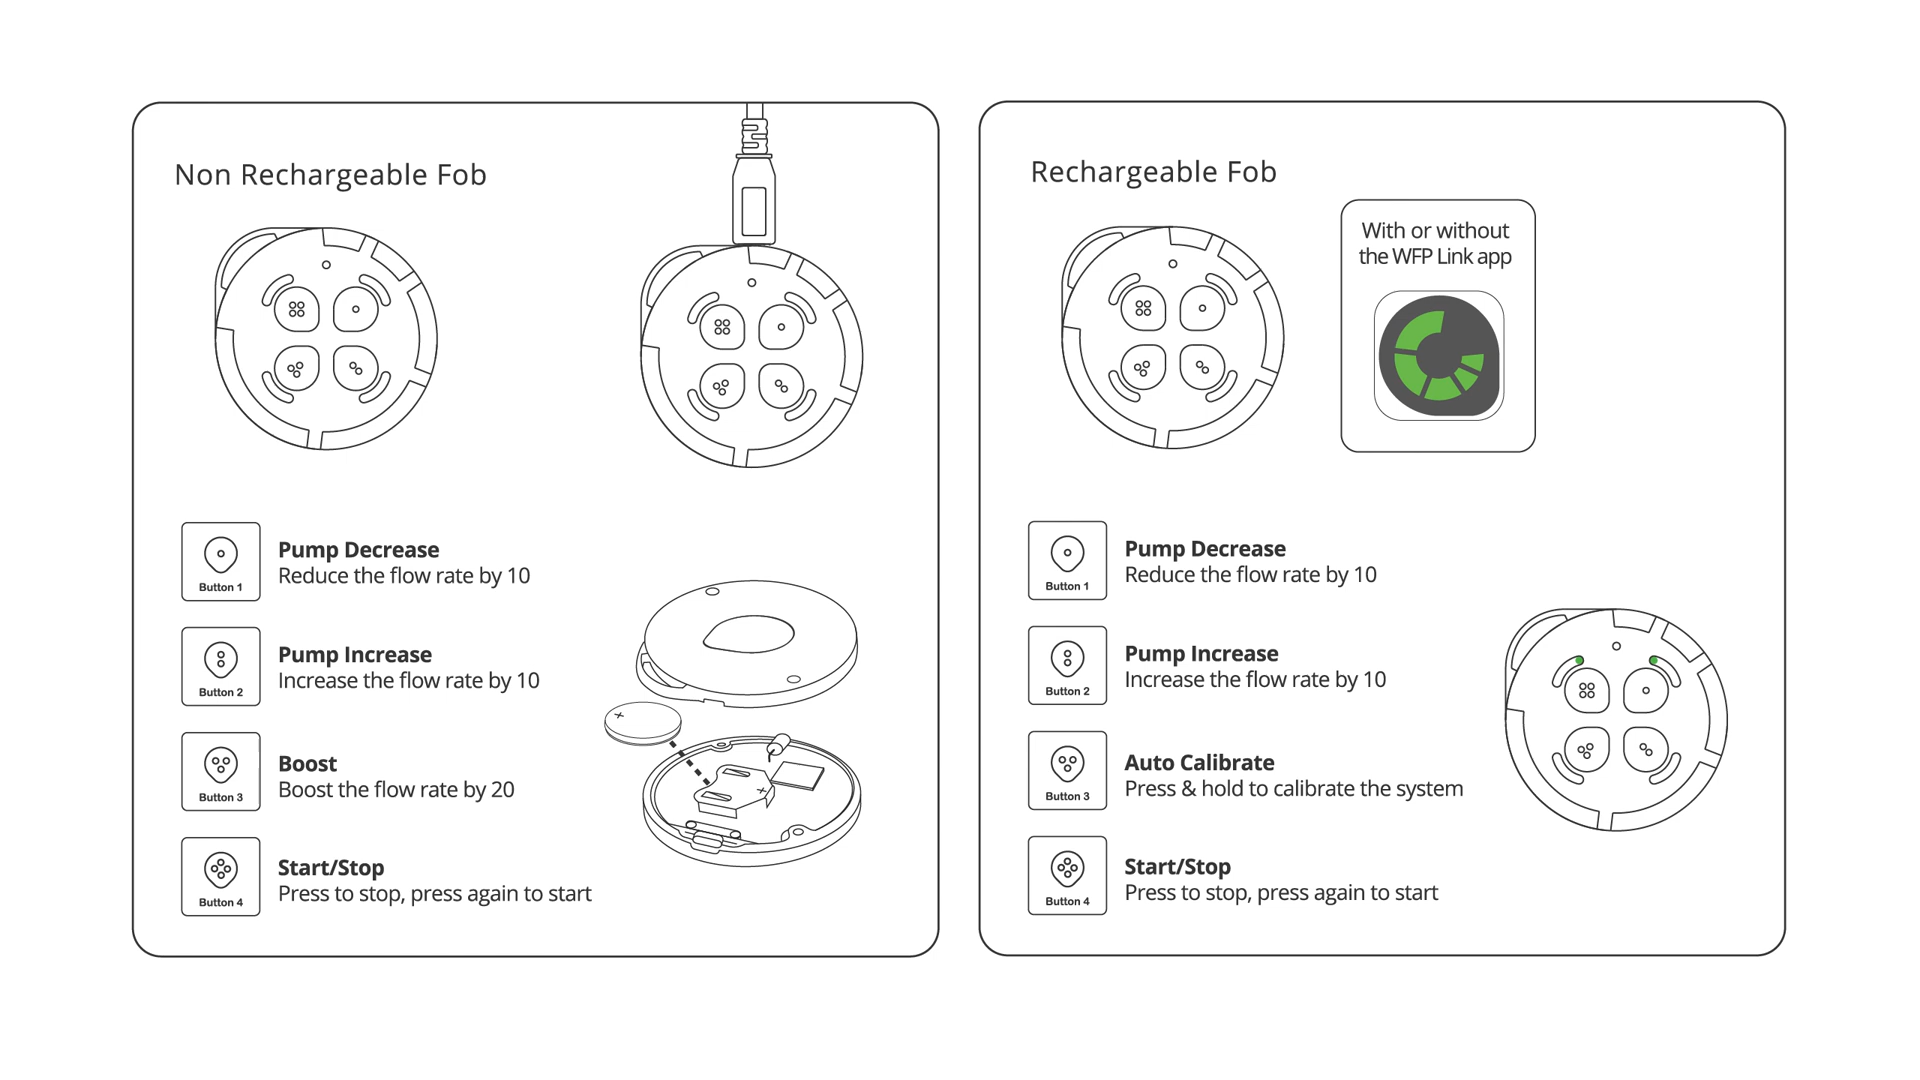 Non Rechargeable Fob
Button 1
Pump Decrease
Reduce the flow rate by 10
Button 2
Pump Increase
Increase the flow rate by 10
Button 3
Boost
Boost the flow rate by 20
Button 4
Start/Stop
Press to stop, press again to start
+
+
Rechargeable Fob
With or without
the WFP Link app
Button 1
Pump Decrease
Reduce the flow rate by 10
Button 2
Pump Increase
Increase the flow rate by 10
Button 3
Auto Calibrate
Press & hold to calibrate the system
Button 4
Start/Stop
Press to stop, press again to start